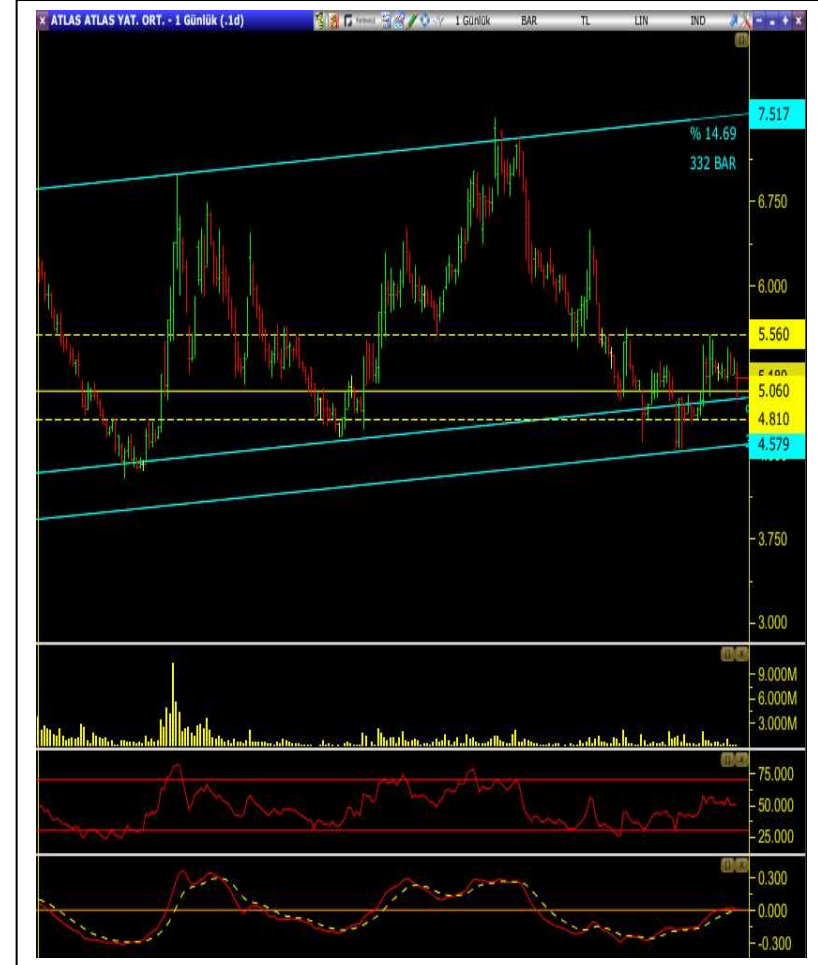 ATLAS ATLAS YAT. ORT. - 1 Günlük (.1d)
1 Günlük BAR TL LIN IND
7.517
% 14.69
332 BAR
6.750
6.000
5.560
5.060
4.810
4.579
3.750
3.000
9.000M
6.000M
3.000M
75.000
50.000
25.000
0.300
0.000
-0.300